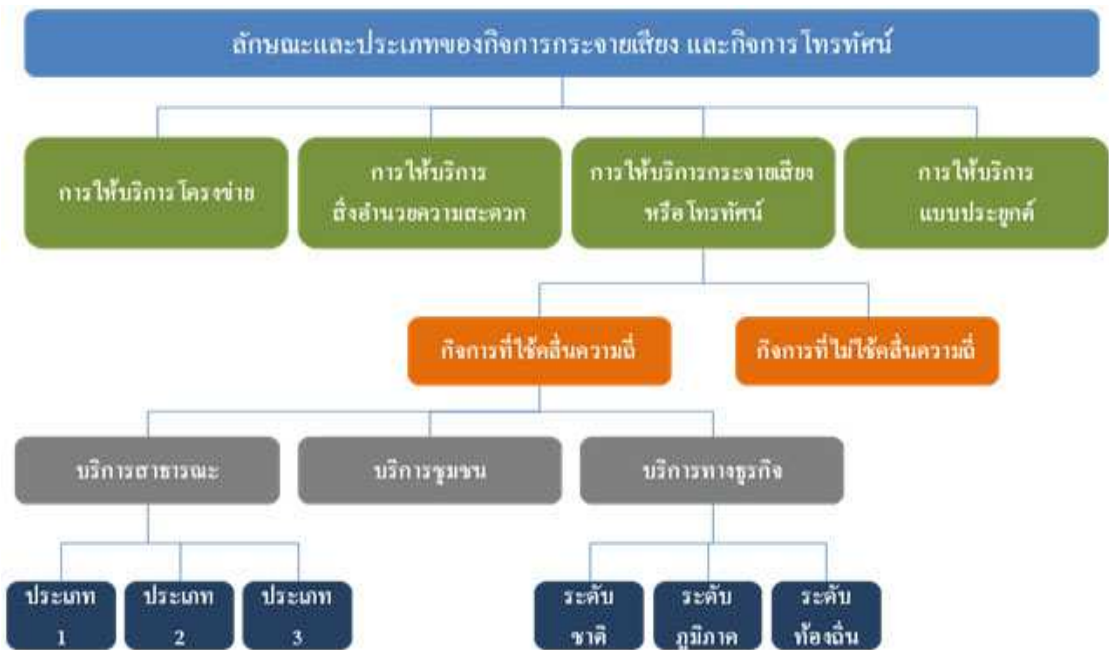 ลักษณะและประเภทของกิจการกระจายเสียง และกิจการโทรทัศน์
การให้บริการโครงข่าย
การให้บริการ
สิ่งอำนวยความสะดวก
การให้บริการกระจายเสียง
หรือโทรทัศน์
การให้บริการ
แบบประยุกต์
กิจการที่ใช้คลื่นความถี่
กิจการที่ไม่ใช้คลื่นความถี่
บริการสาธารณะ
บริการชุมชน
บริการทางธุรกิจ
ประเภท
1
ประเภท
2
ประเภท
3
ระดับ
ชาติ
ระดับ
ภูมิภาค
ระดับ
ท้องถิ่น